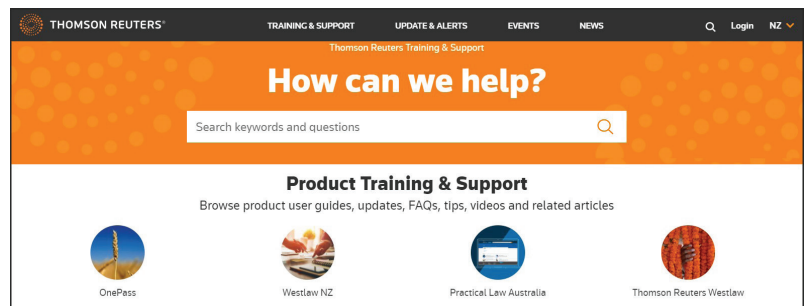 THOMSON REUTERS®
TRAINING & SUPPORT UPDATE & ALERTS EVENTS NEWS Login NZ
Thomson Reuters Training & Support
How can we help?
Search keywords and questions
Product Training & Support
Browse product user guides, updates, FAQs, tips, videos and related articles
OnePass Westlaw NZ Practical Law Australia Thomson Reuters Westlaw